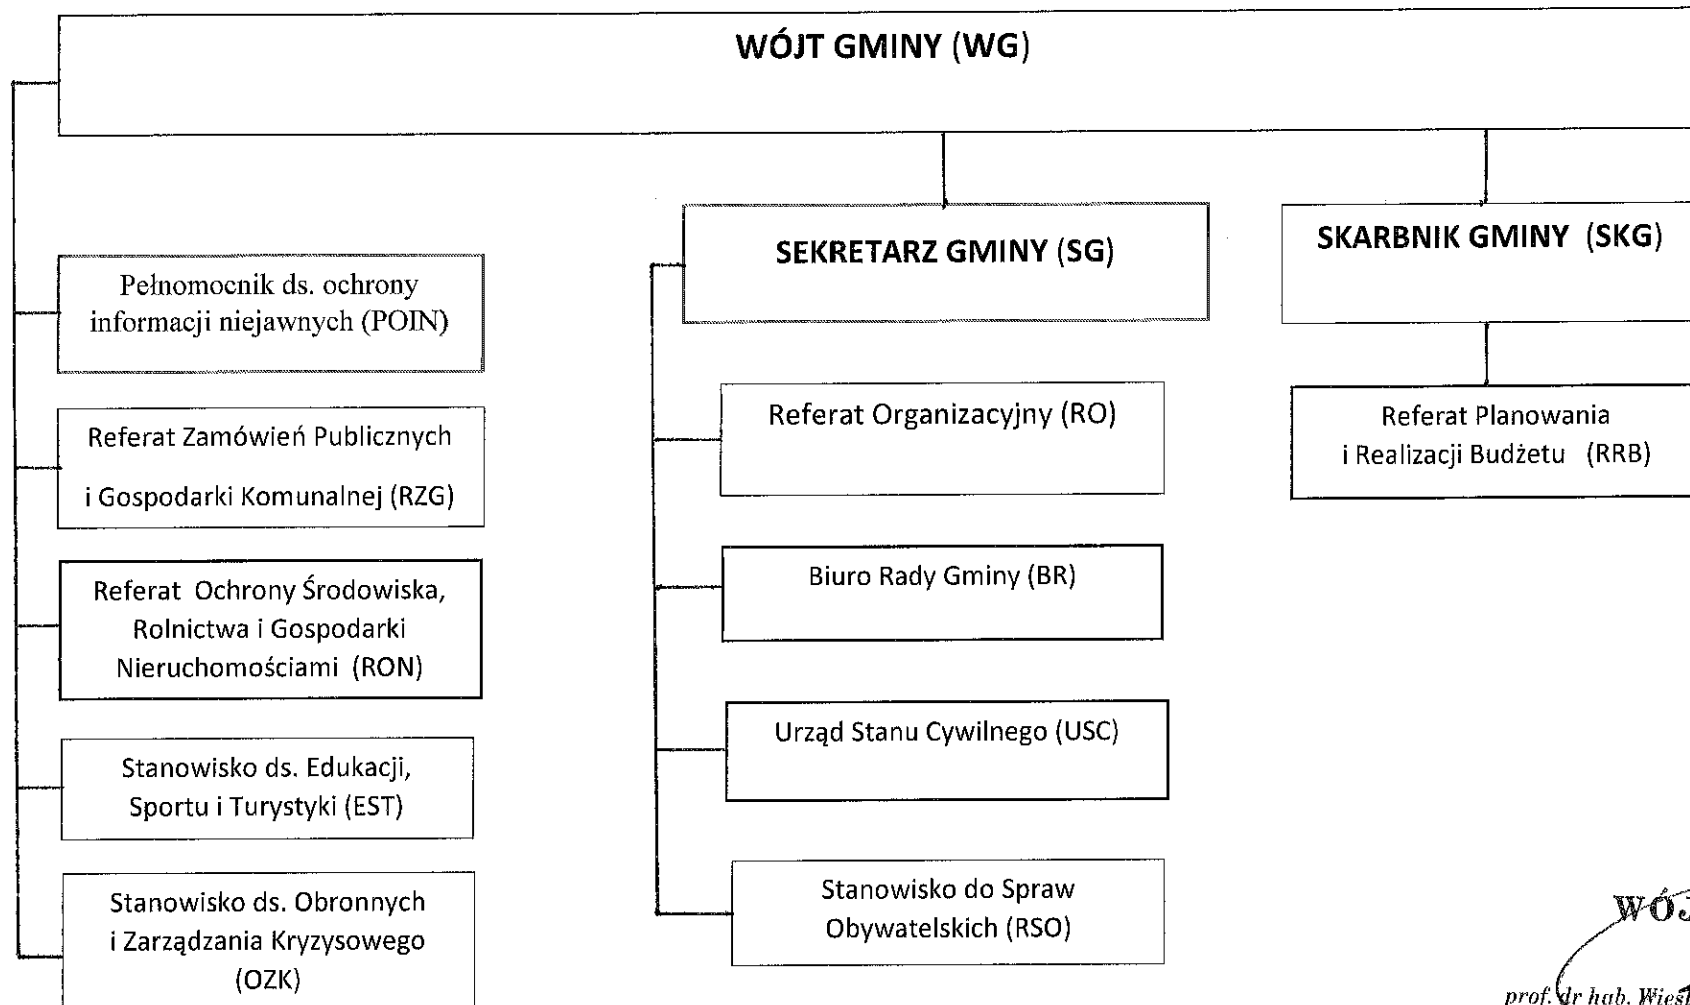 WÓJT GMINY (WG)
Pełnomocnik ds. ochrony
informacji niejawnych (POIN)
Referat Zamówień Publicznych
i Gospodarki Komunalnej (RZG)
Referat Ochrony Środowiska,
Rolnictwa i Gospodarki
Nieruchomościami (RON)
Stanowisko ds. Edukacji,
Sportu i Turystyki (EST)
Stanowisko ds. Obronnych
i Zarządzania Kryzysowego
(OZK)
SEKRETARZ GMINY (SG)
Referat Organizacyjny (RO)
Biuro Rady Gminy (BR)
Urząd Stanu Cywilnego (USC)
Stanowisko do Spraw
Obywatelskich (RSO)
SKARBNIK GMINY (SKG)
Referat Planowania
i Realizacji Budżetu (RRB)
prof. dr hab.